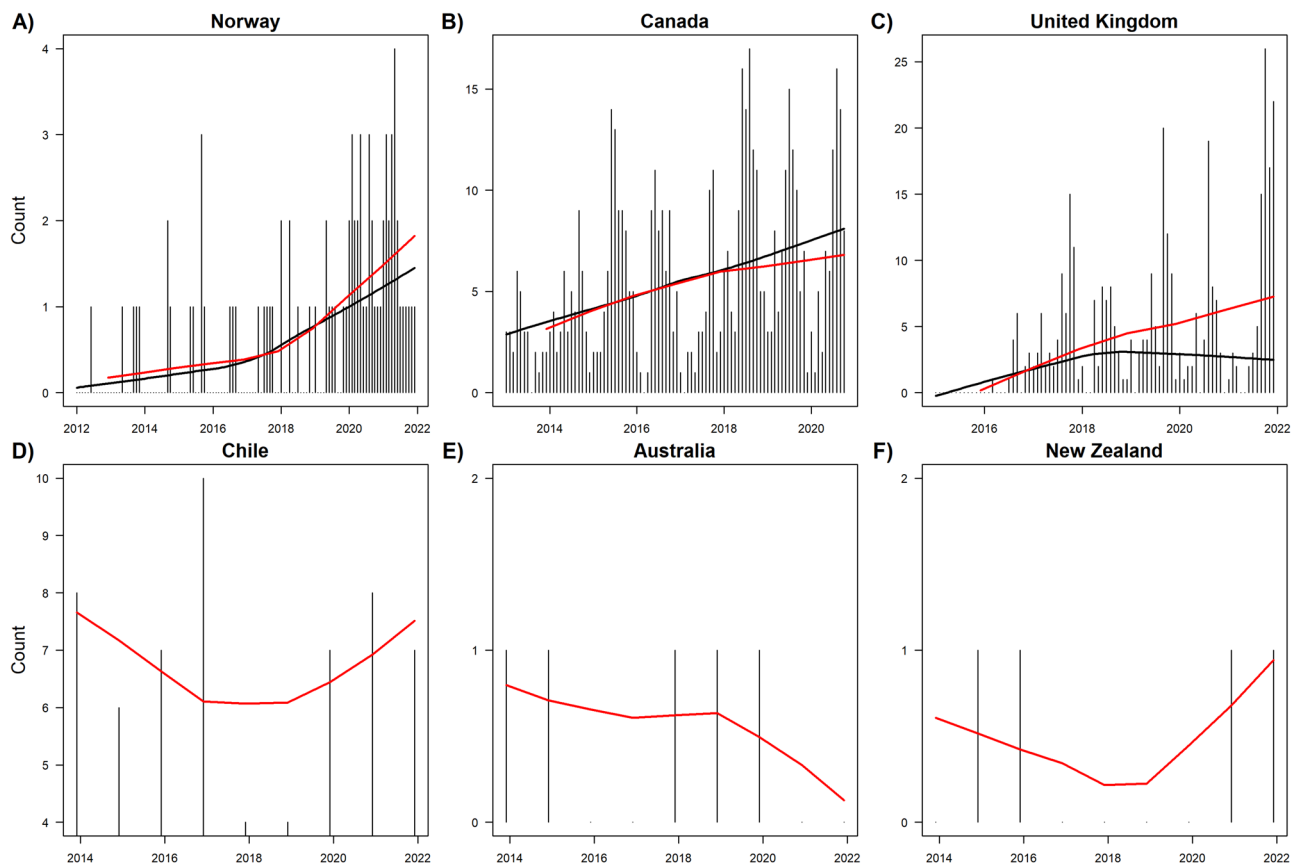 A) Norway
B) Canada
C) United Kingdom
Count
4
3
2
1
0
2012 2014 2016 2018 2020 2022
15
10
5
0
2014 2016 2018 2020
25
20
15
10
5
0
2016 2018 2020 2022
D) Chile
E) Australia
F) New Zealand
Count
10
9
8
7
6
5
4
2014 2016 2018 2020 2022
2
1
0
2014 2016 2018 2020 2022
2
1
0
2014 2016 2018 2020 2022